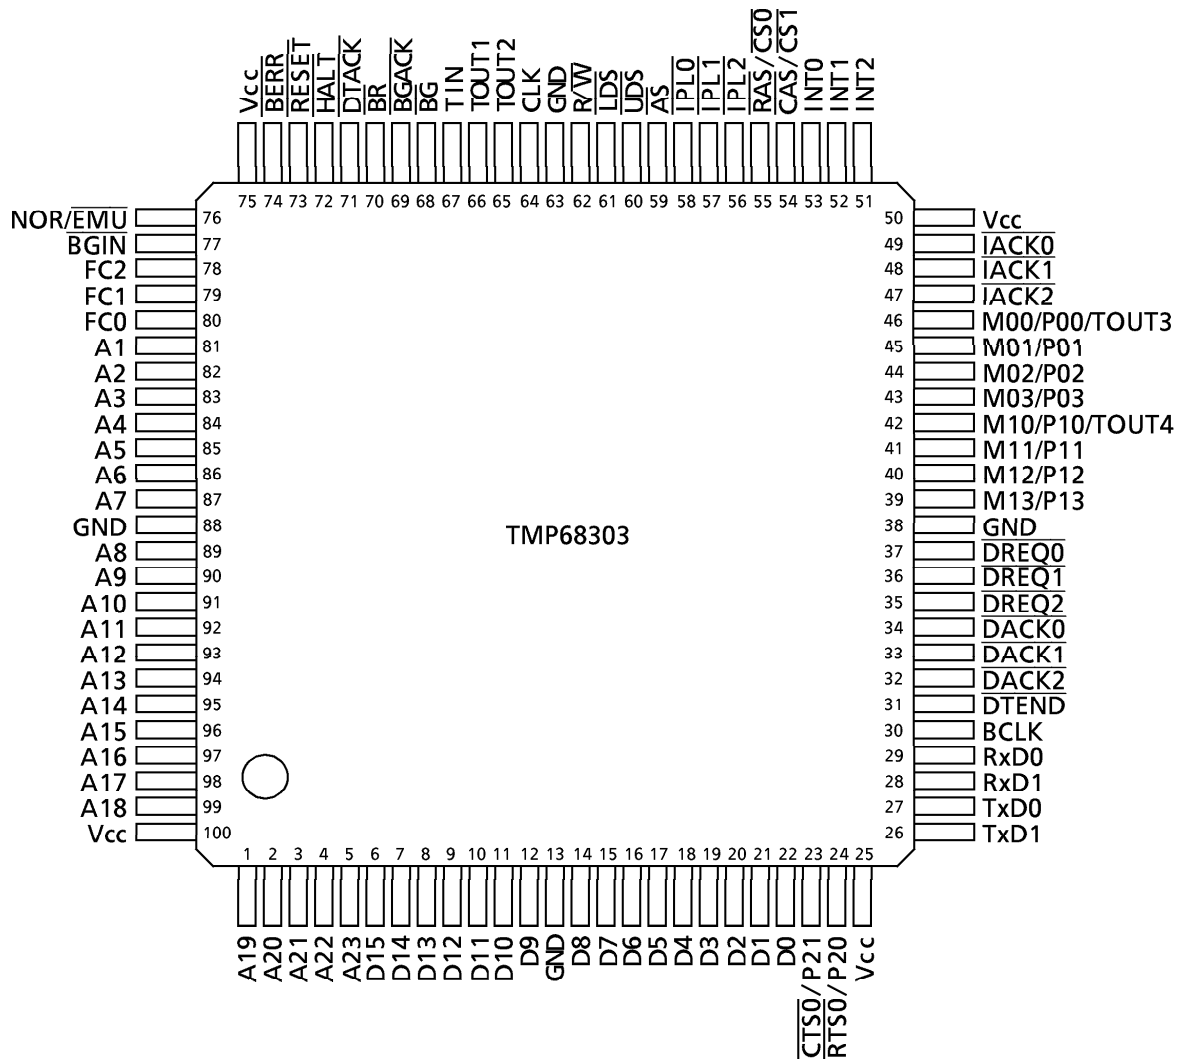 Vcc
BERR
RESET
HALT
DTACK
BR
BGACK
BG
TIN
TOUT1
TOUT2
CLK
GND
R/W
LDS
UDS
AS
IPL0
IPL1
IPL2
RAS/CS0
CAS/CS1
INT0
INT1
INT2
75 74 73 72 71 70 69 68 67 66 65 64 63 62 61 60 59 58 57 56 55 54 53 52 51
NOR/EMU 76
BGIN 77
FC2 78
FC1 79
FC0 80
A1 81
A2 82
A3 83
A4 84
A5 85
A6 86
A7 87
GND 88
A8 89
A9 90
A10 91
A11 92
A12 93
A13 94
A14 95
A15 96
A16 97
A17 98
A18 99
Vcc 100
TMP68303
50 Vcc
49 IACK0
48 IACK1
47 IACK2
46 M00/P00/TOUT3
45 M01/P01
44 M02/P02
43 M03/P03
42 M10/P10/TOUT4
41 M11/P11
40 M12/P12
39 M13/P13
38 GND
37 DREQ0
36 DREQ1
35 DREQ2
34 DACK0
33 DACK1
32 DACK2
31 DTEND
30 BCLK
29 RxD0
28 RxD1
27 TxD0
26 TxD1
1 2 3 4 5 6 7 8 9 10 11 12 13 14 15 16 17 18 19 20 21 22 23 24 25
A19
A20
A21
A22
A23
D15
D14
D13
D12
D11
D10
D9
GND
D8
D7
D6
D5
D4
D3
D2
D1
D0
CTS0/P21
RTS0/P20
Vcc